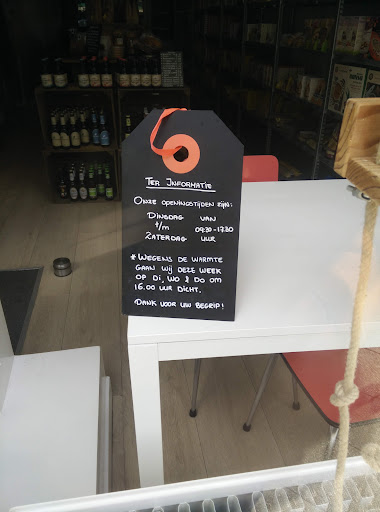 Ter Informatie
Onze openingstijden zijn:
Dinsdag van
t/m 09:30-17:30
Zaterdag uur
* Wegens de warmte
gaan wij deze week
op di, wo & do om
16.00 uur dicht.
Dank voor uw begrip!